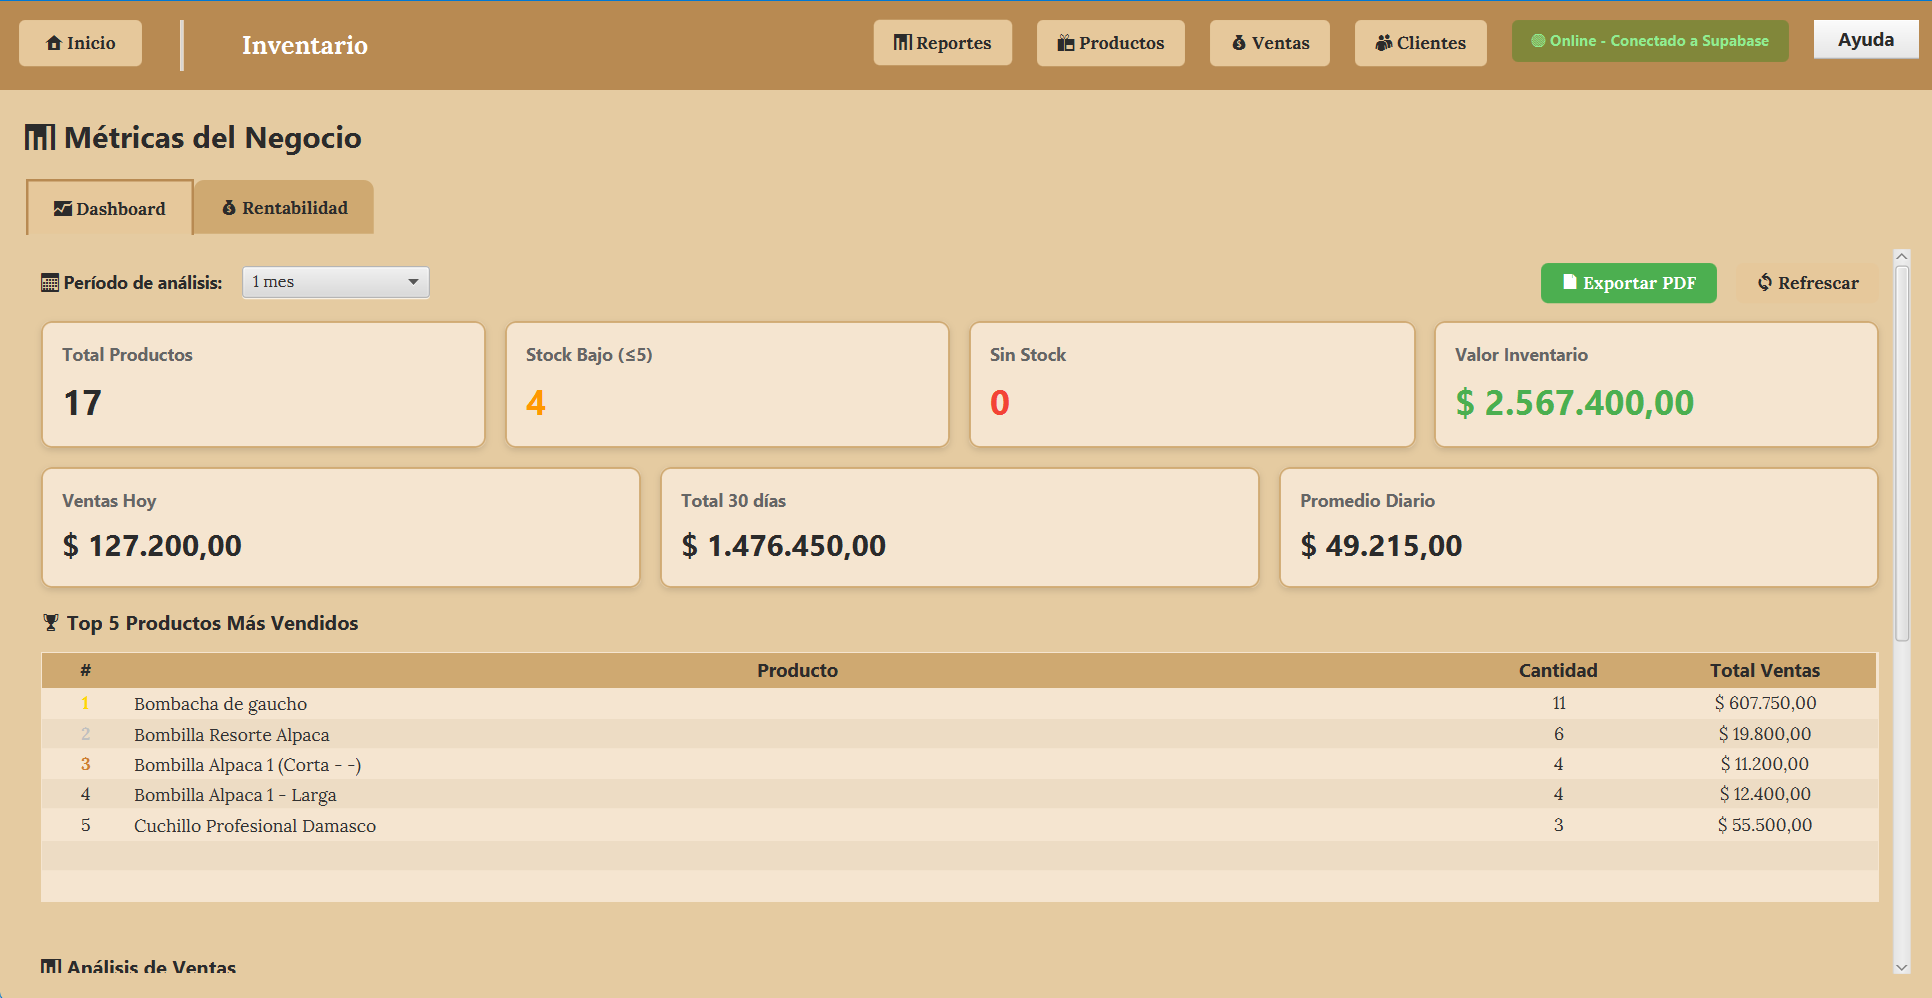 Inicio
Inventario
Reportes
Productos
Ventas
Clientes
Online - Conectado a Supabase
Ayuda
Métricas del Negocio
Dashboard
Rentabilidad
Período de análisis:
1 mes
Exportar PDF
Refrescar
Total Productos
17
Stock Bajo (≤5)
4
Sin Stock
0
Valor Inventario
$ 2.567.400,00
Ventas Hoy
$ 127.200,00
Total 30 días
$ 1.476.450,00
Promedio Diario
$ 49.215,00
Top 5 Productos Más Vendidos
# Producto Cantidad Total Ventas
1 Bombacha de gaucho 11 $ 607.750,00
2 Bombilla Resorte Alpaca 6 $ 19.800,00
3 Bombilla Alpaca 1 (Corta - -) 4 $ 11.200,00
4 Bombilla Alpaca 1 - Larga 4 $ 12.400,00
5 Cuchillo Profesional Damasco 3 $ 55.500,00
Análisis de Ventas